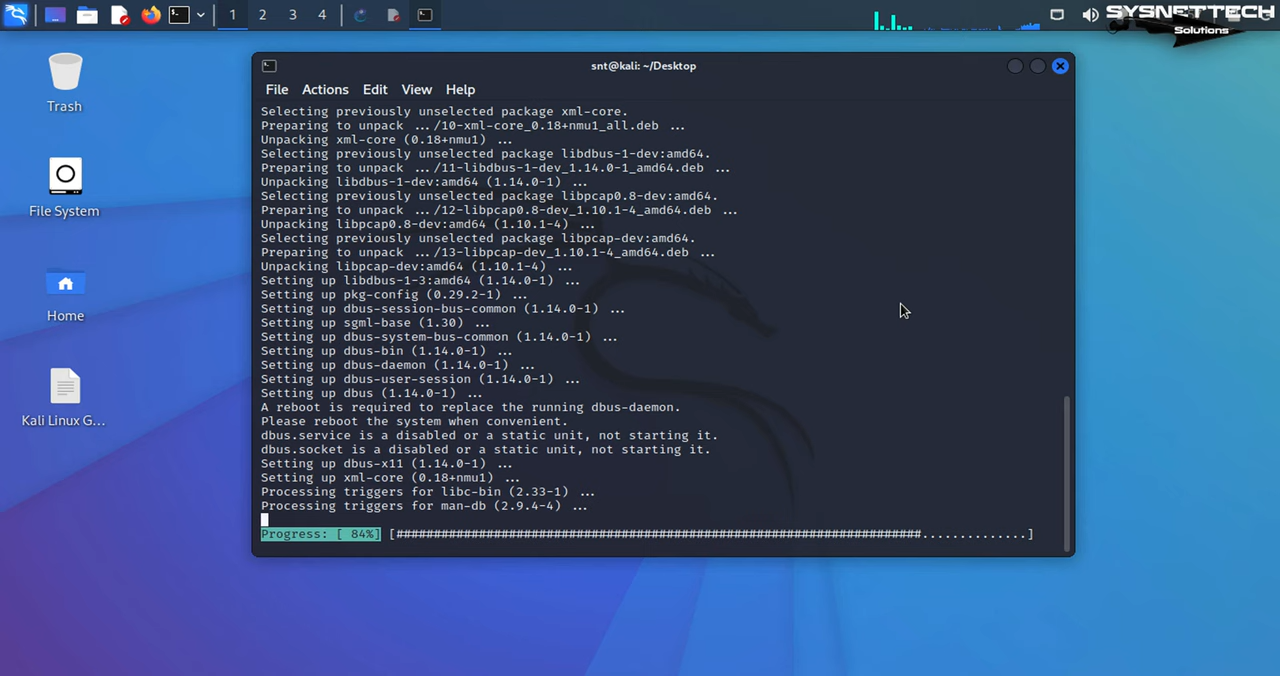 1 2 3 4
SYSNETTECH
Solutions
Trash
File System
Home
Kali Linux G...
snt@kali: ~/Desktop
File Actions Edit View Help
Selecting previously unselected package xml-core.
Preparing to unpack .../10-xml-core_0.18+nmu1_all.deb ...
Unpacking xml-core (0.18+nmu1) ...
Selecting previously unselected package libdbus-1-dev:amd64.
Preparing to unpack .../11-libdbus-1-dev_1.14.0-1_amd64.deb ...
Unpacking libdbus-1-dev:amd64 (1.14.0-1) ...
Selecting previously unselected package libpcap0.8-dev:amd64.
Preparing to unpack .../12-libpcap0.8-dev_1.10.1-4_amd64.deb ...
Unpacking libpcap0.8-dev:amd64 (1.10.1-4) ...
Selecting previously unselected package libpcap-dev:amd64.
Preparing to unpack .../13-libpcap-dev_1.10.1-4_amd64.deb ...
Unpacking libpcap-dev:amd64 (1.10.1-4) ...
Setting up libdbus-1-3:amd64 (1.14.0-1) ...
Setting up pkg-config (0.29.2-1) ...
Setting up dbus-session-bus-common (1.14.0-1) ...
Setting up sgml-base (1.30) ...
Setting up dbus-system-bus-common (1.14.0-1) ...
Setting up dbus-bin (1.14.0-1) ...
Setting up dbus-daemon (1.14.0-1) ...
Setting up dbus-user-session (1.14.0-1) ...
Setting up dbus (1.14.0-1) ...
A reboot is required to replace the running dbus-daemon.
Please reboot the system when convenient.
dbus.service is a disabled or a static unit, not starting it.
dbus.socket is a disabled or a static unit, not starting it.
Setting up dbus-x11 (1.14.0-1) ...
Setting up xml-core (0.18+nmu1) ...
Processing triggers for libc-bin (2.33-1) ...
Processing triggers for man-db (2.9.4-4) ...
Progress: [ 84%] [######################################################################..............]